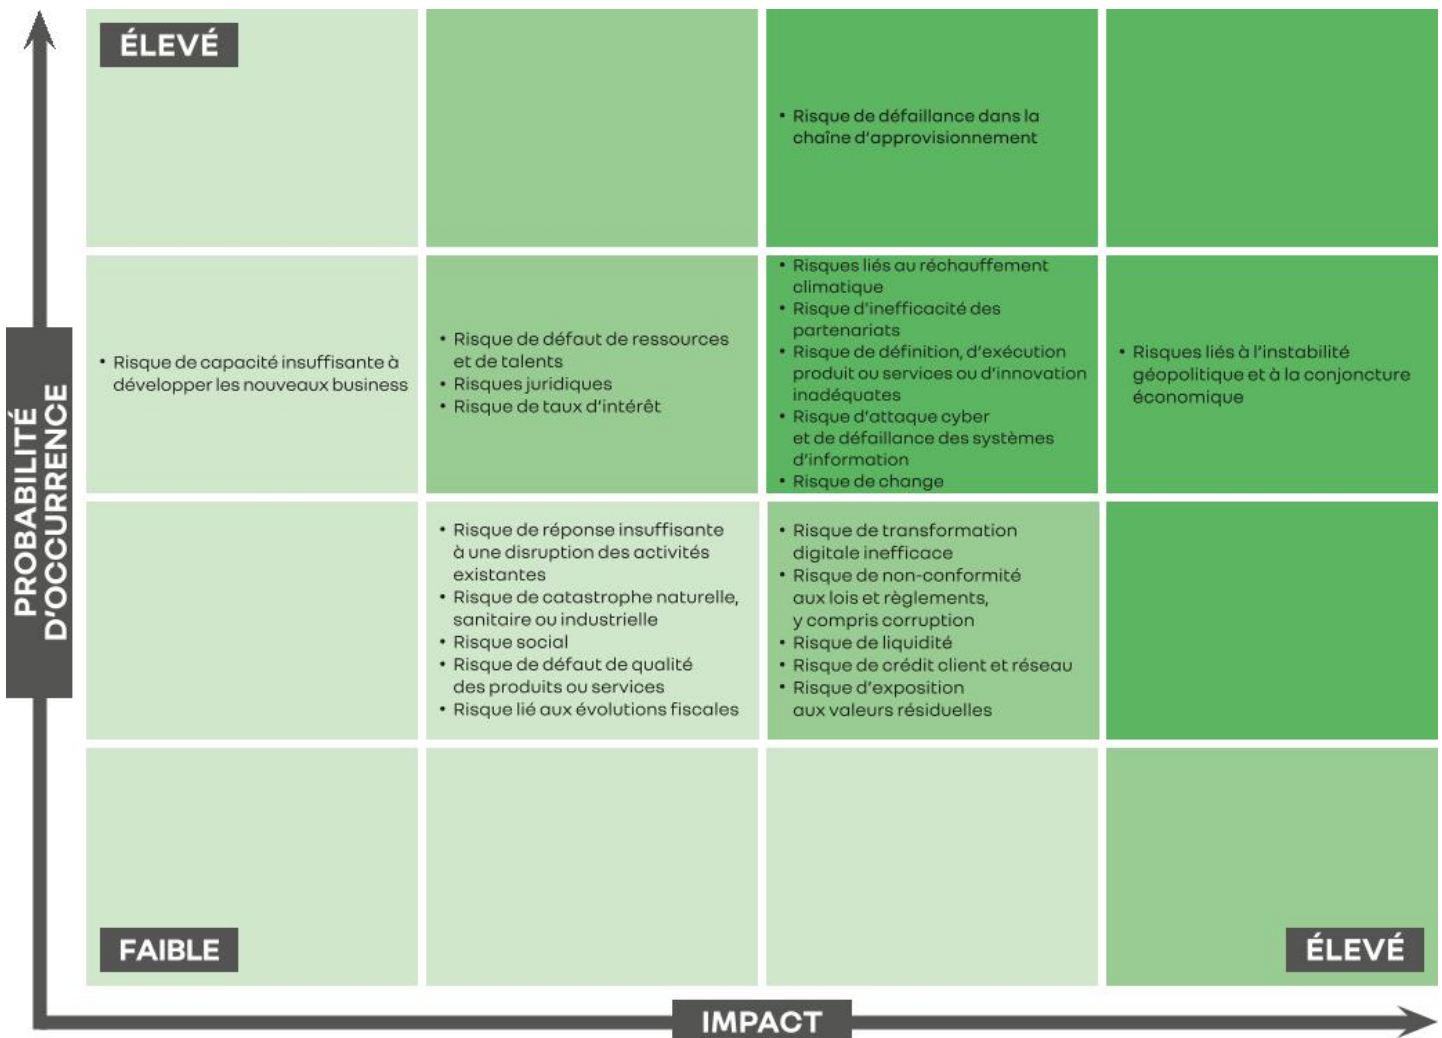 ÉLEVÉ
• Risque de défaillance dans la
chaîne d'approvisionnement
PROBABILITÉ
D'OCCURRENCE
• Risque de capacité insuffisante à
développer les nouveaux business
• Risque de défaut de ressources
et de talents
• Risques juridiques
• Risque de taux d'intérêt
• Risques liés au réchauffement
climatique
• Risque d'inefficacité des
partenariats
• Risque de définition, d'exécution
produit ou services ou d'innovation
inadéquates
• Risque d'attaque cyber
et de défaillance des systèmes
d'information
• Risque de change
• Risques liés à l'instabilité
géopolitique et à la conjoncture
économique
• Risque de réponse insuffisante
à une disruption des activités
existantes
• Risque de catastrophe naturelle,
sanitaire ou industrielle
• Risque social
• Risque de défaut de qualité
des produits ou services
• Risque lié aux évolutions fiscales
• Risque de transformation
digitale inefficace
• Risque de non-conformité
aux lois et règlements,
y compris corruption
• Risque de liquidité
• Risque de crédit client et réseau
• Risque d'exposition
aux valeurs résiduelles
FAIBLE
ÉLEVÉ
IMPACT